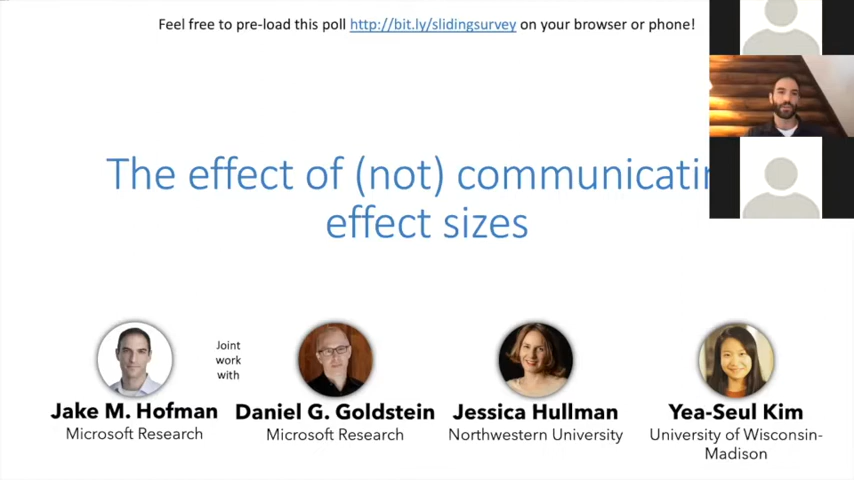 Feel free to pre-load this poll http://bit.ly/slidingsurvey on your browser or phone!
The effect of (not) communicatin
effect sizes
Joint
work
with
Jake M. Hofman
Microsoft Research
Daniel G. Goldstein
Microsoft Research
Jessica Hullman
Northwestern University
Yea-Seul Kim
University of Wisconsin-
Madison